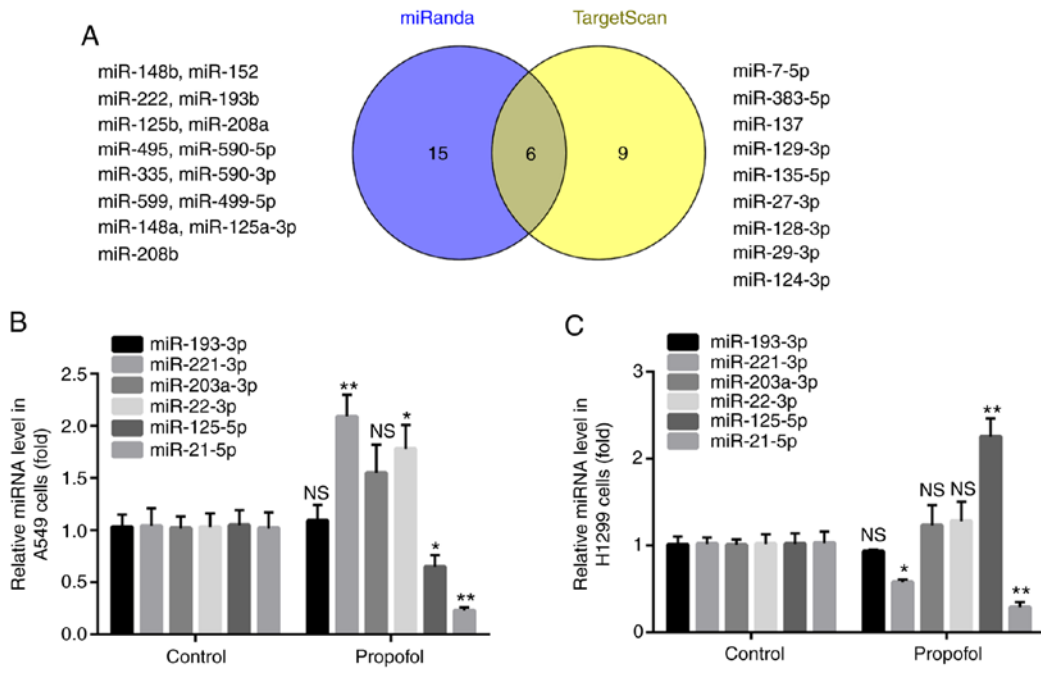 A
miRanda
TargetScan
miR-148b, miR-152
miR-222, miR-193b
miR-125b, miR-208a
miR-495, miR-590-5p
miR-335, miR-590-3p
miR-599, miR-499-5p
miR-148a, miR-125a-3p
miR-208b
15
6
9
miR-7-5p
miR-383-5p
miR-137
miR-129-3p
miR-135-5p
miR-27-3p
miR-128-3p
miR-29-3p
miR-124-3p
B
miR-193-3p
miR-221-3p
miR-203a-3p
miR-22-3p
miR-125-5p
miR-21-5p
Relative miRNA level in
A549 cells (fold)
2.5
2.0
1.5
1.0
0.5
0.0
NS
**
NS
*
*
**
Control
Propofol
C
miR-193-3p
miR-221-3p
miR-203a-3p
miR-22-3p
miR-125-5p
miR-21-5p
Relative miRNA level in
H1299 cells (fold)
3
2
1
0
NS
*
NS
NS
**
**
Control
Propofol